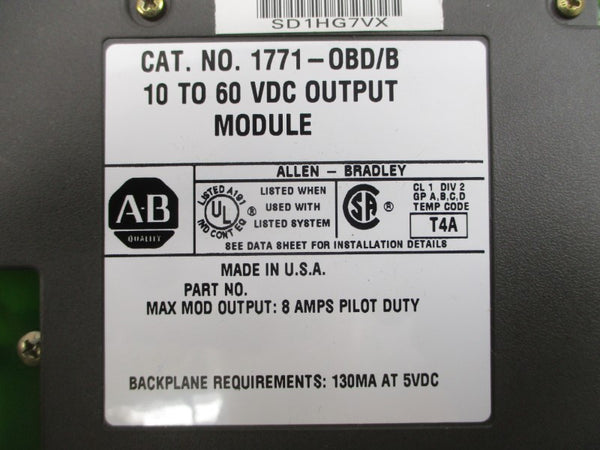 SD1HG7VX
CAT. NO. 1771-OBD/B
10 TO 60 VDC OUTPUT
MODULE
ALLEN - BRADLEY
A-B
QUALITY
LISTED A191
UL ®
IND CONT EQ
LISTED WHEN
USED WITH
LISTED SYSTEM
SA ®
CL 1 DIV 2
GP A,B,C,D
TEMP CODE
T4A
SEE DATA SHEET FOR INSTALLATION DETAILS
MADE IN U.S.A.
PART NO.
MAX MOD OUTPUT: 8 AMPS PILOT DUTY
BACKPLANE REQUIREMENTS: 130MA AT 5VDC